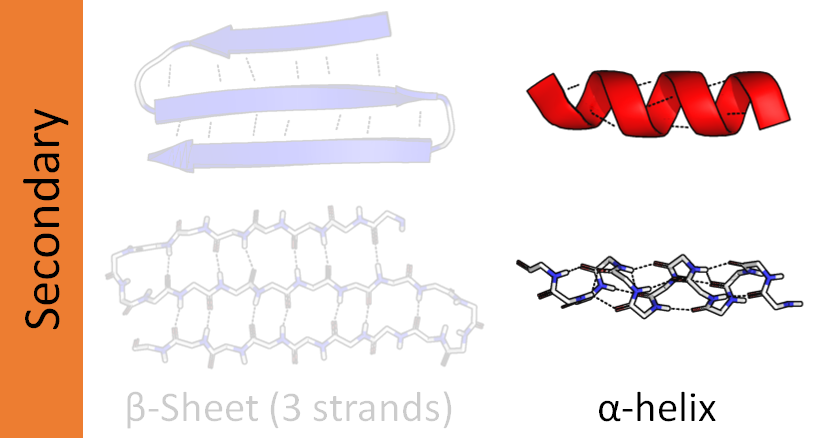 Secondary
β-Sheet (3 strands)
α-helix